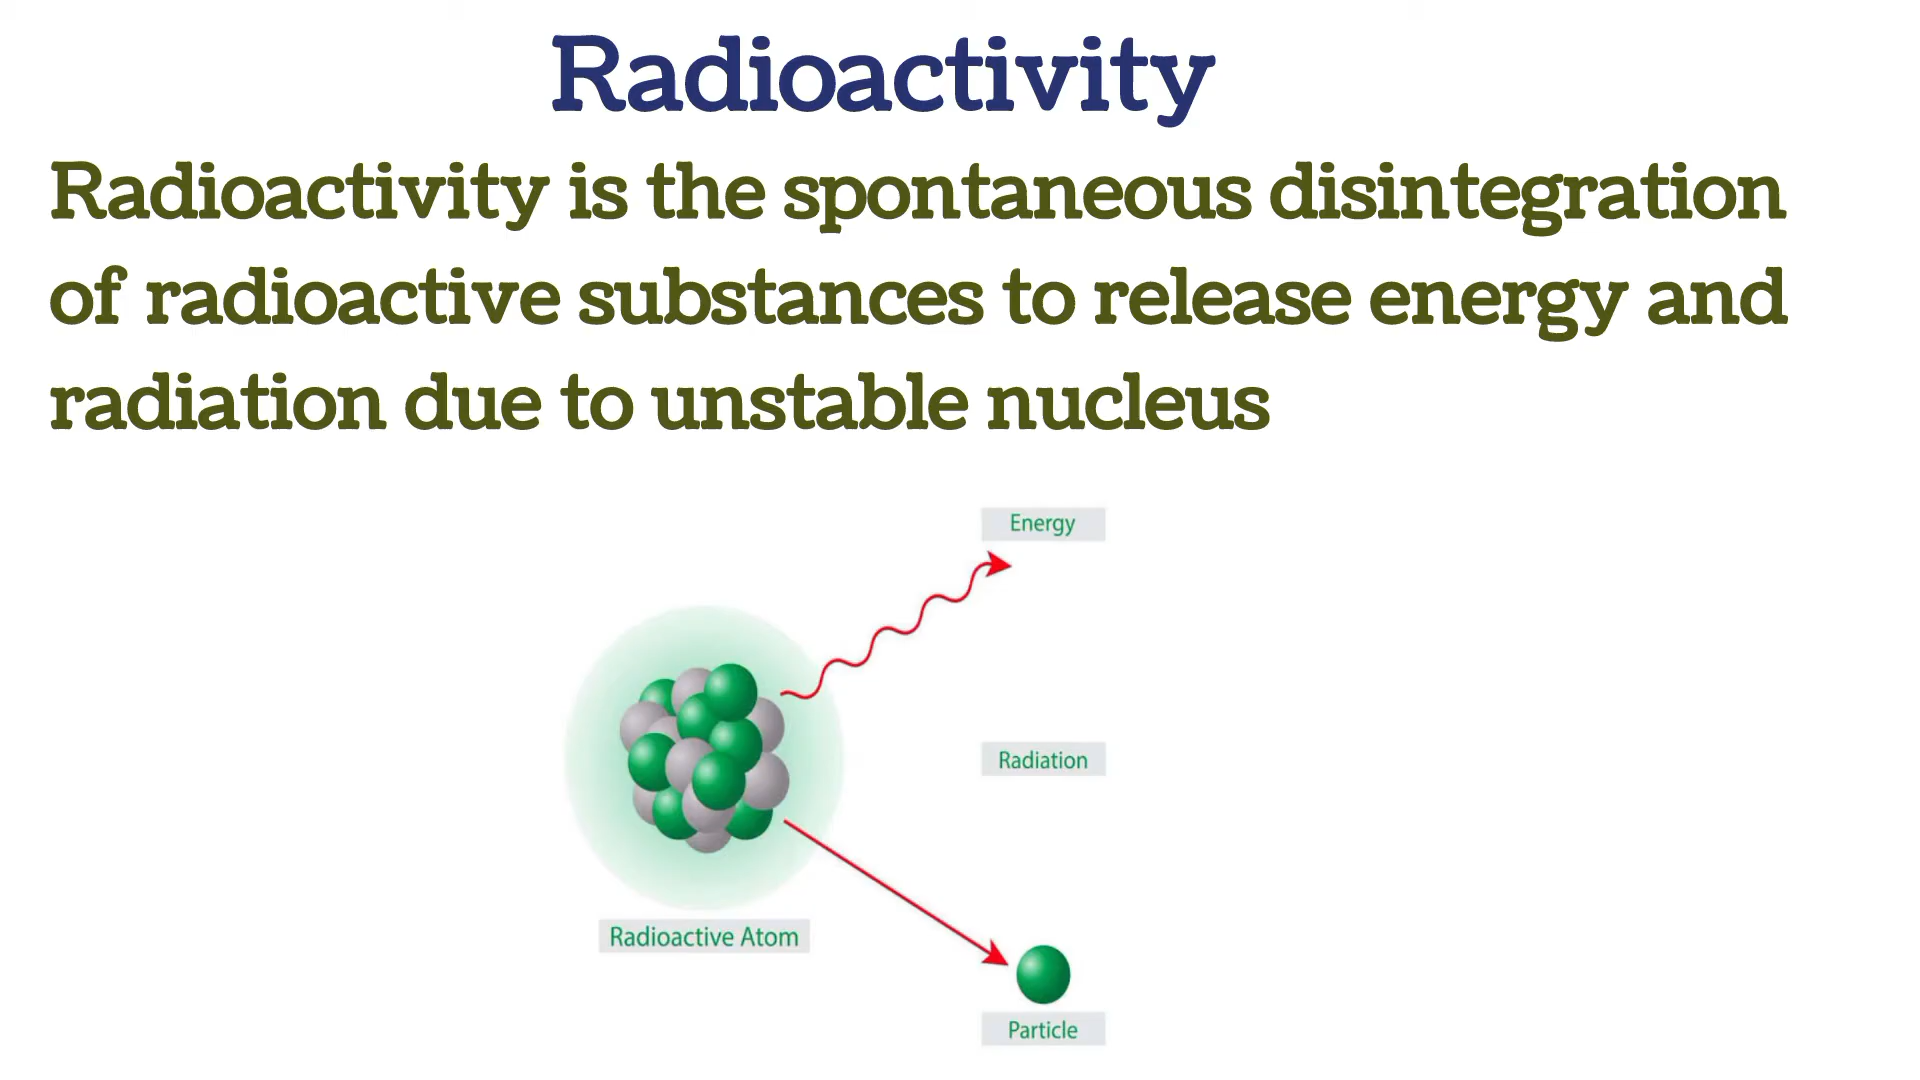 Radioactivity
Radioactivity is the spontaneous disintegration
of radioactive substances to release energy and
radiation due to unstable nucleus
Energy
Radiation
Radioactive Atom
Particle